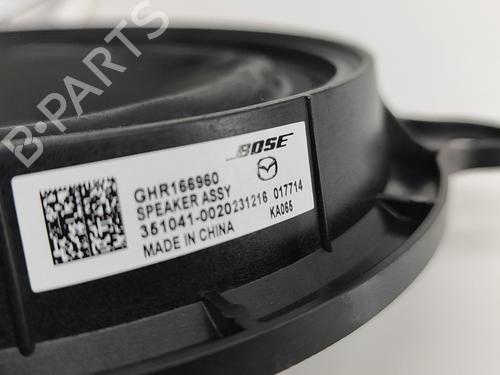 BOSE
GHR166960
SPEAKER ASSY
351041-0020231216 017714
MADE IN CHINA KA065
B-PARTS